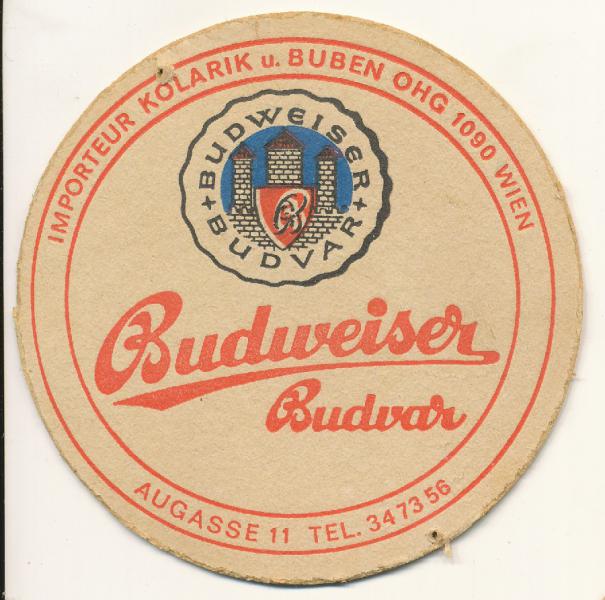 IMPORTEUR KOLARIK u. BUBEN OHG 1090 WIEN
BUDWEISER
+ BUDVAR +
B
Budweiser
Budvar
AUGASSE 11 TEL. 34 73 56